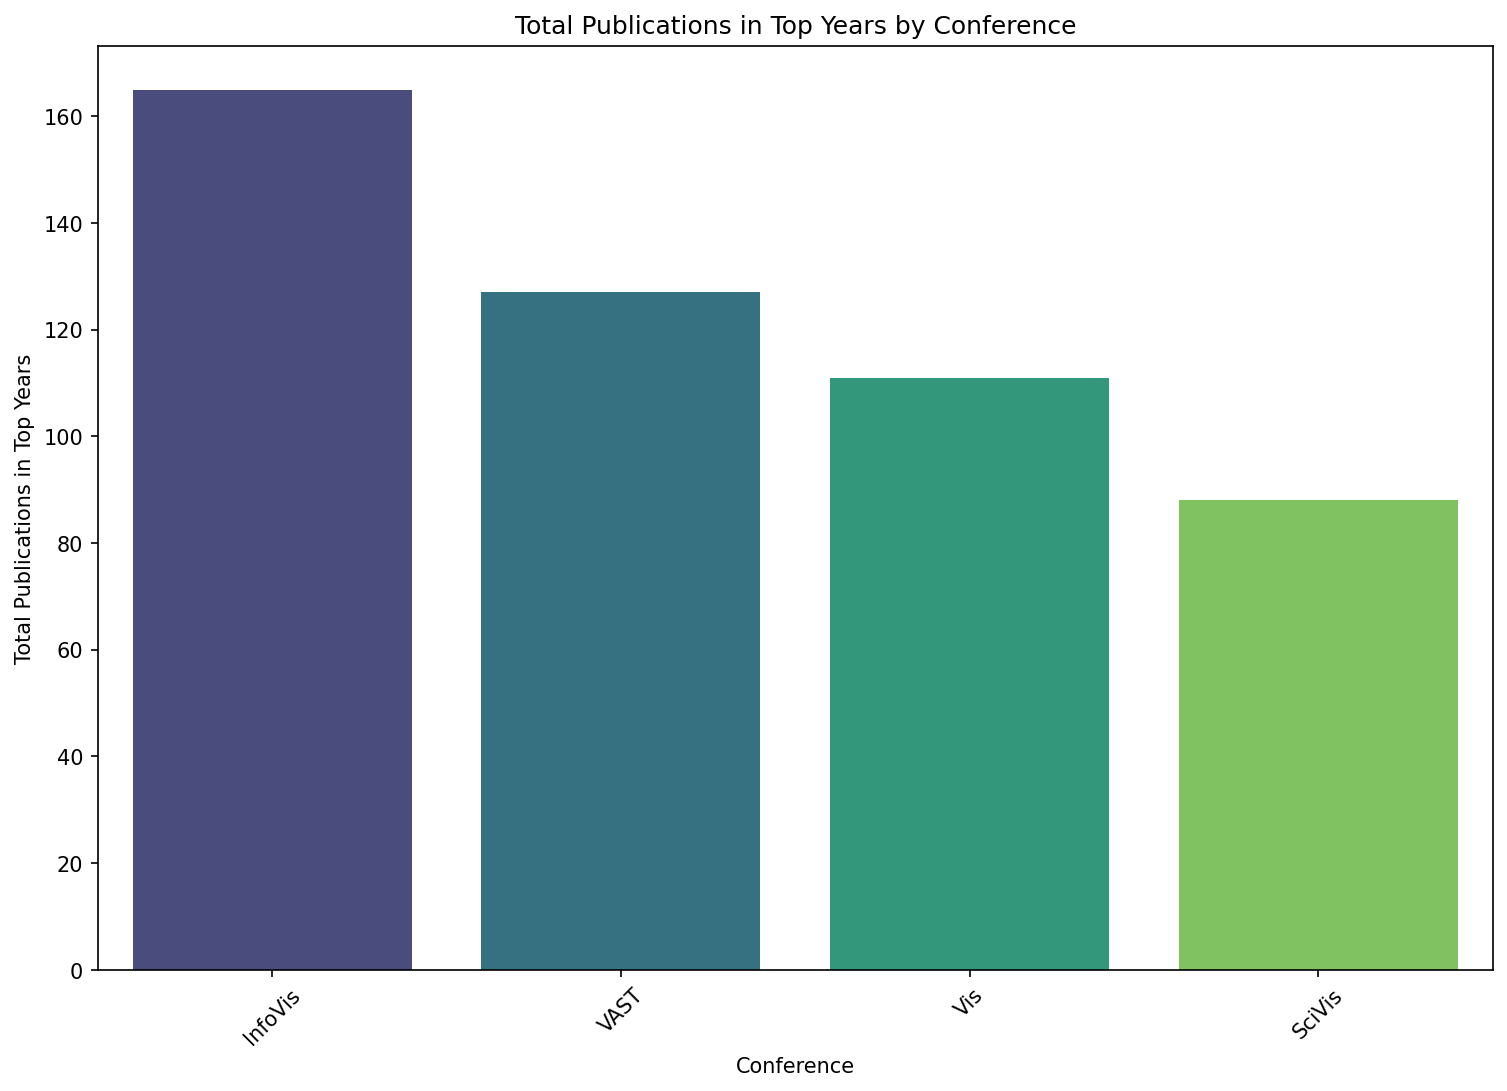 Total Publications in Top Years by Conference
Total Publications in Top Years
160
140
120
100
80
60
40
20
0
InfoVis
VAST
Vis
SciVis
Conference